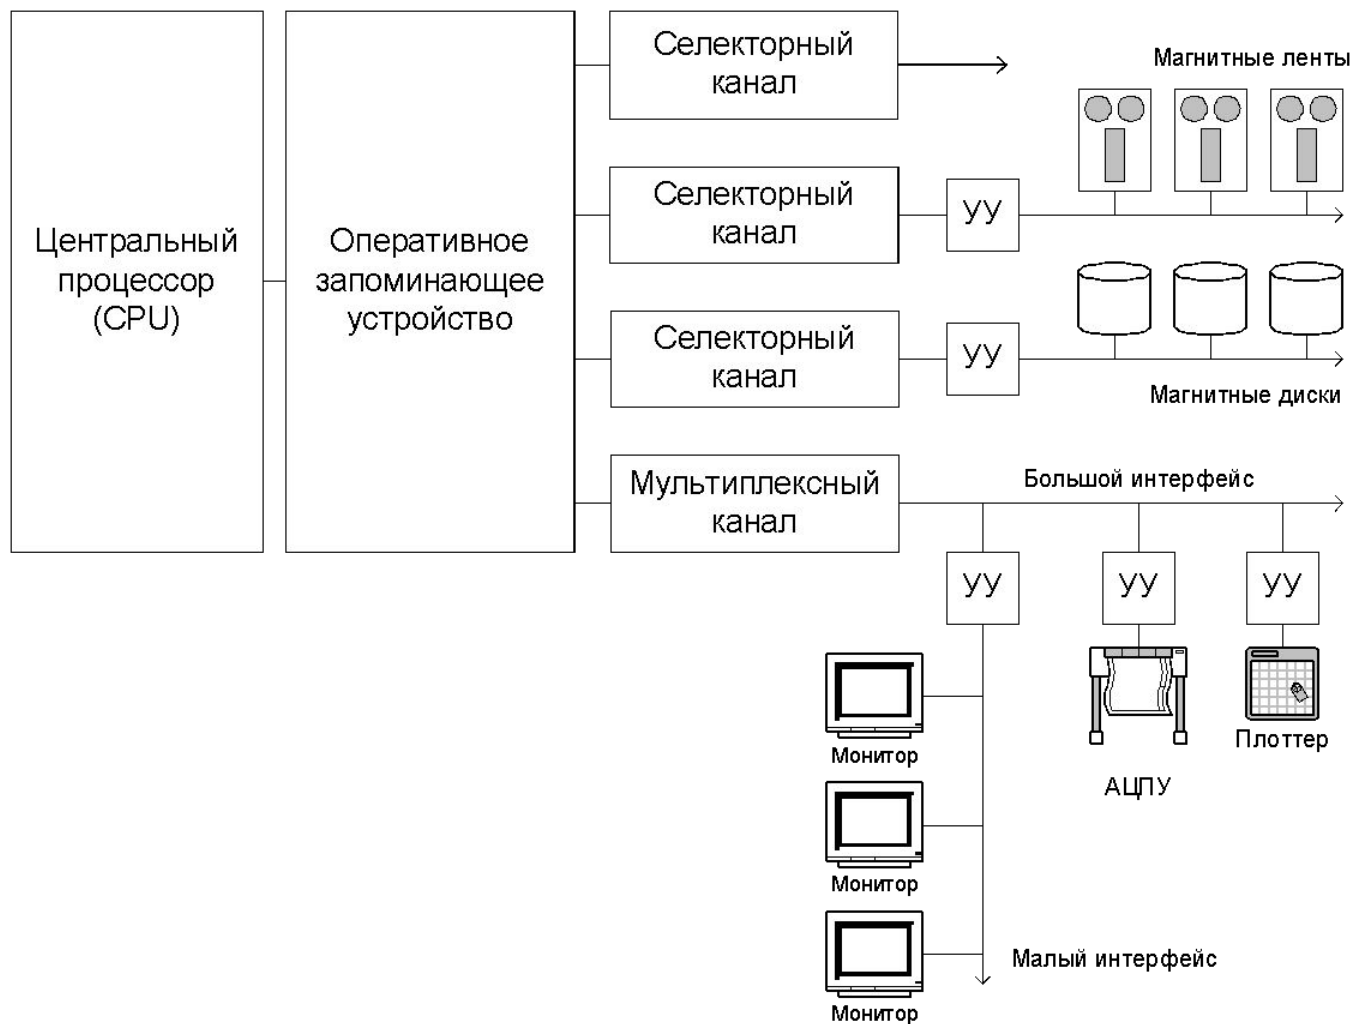 Центральный
процессор
(CPU)
Оперативное
запоминающее
устройство
Селекторный
канал
Магнитные ленты
Селекторный
канал
УУ
Селекторный
канал
УУ
Магнитные диски
Мультиплексный
канал
Большой интерфейс
УУ
УУ
УУ
Монитор
АЦПУ
Плоттер
Монитор
Малый интерфейс
Монитор